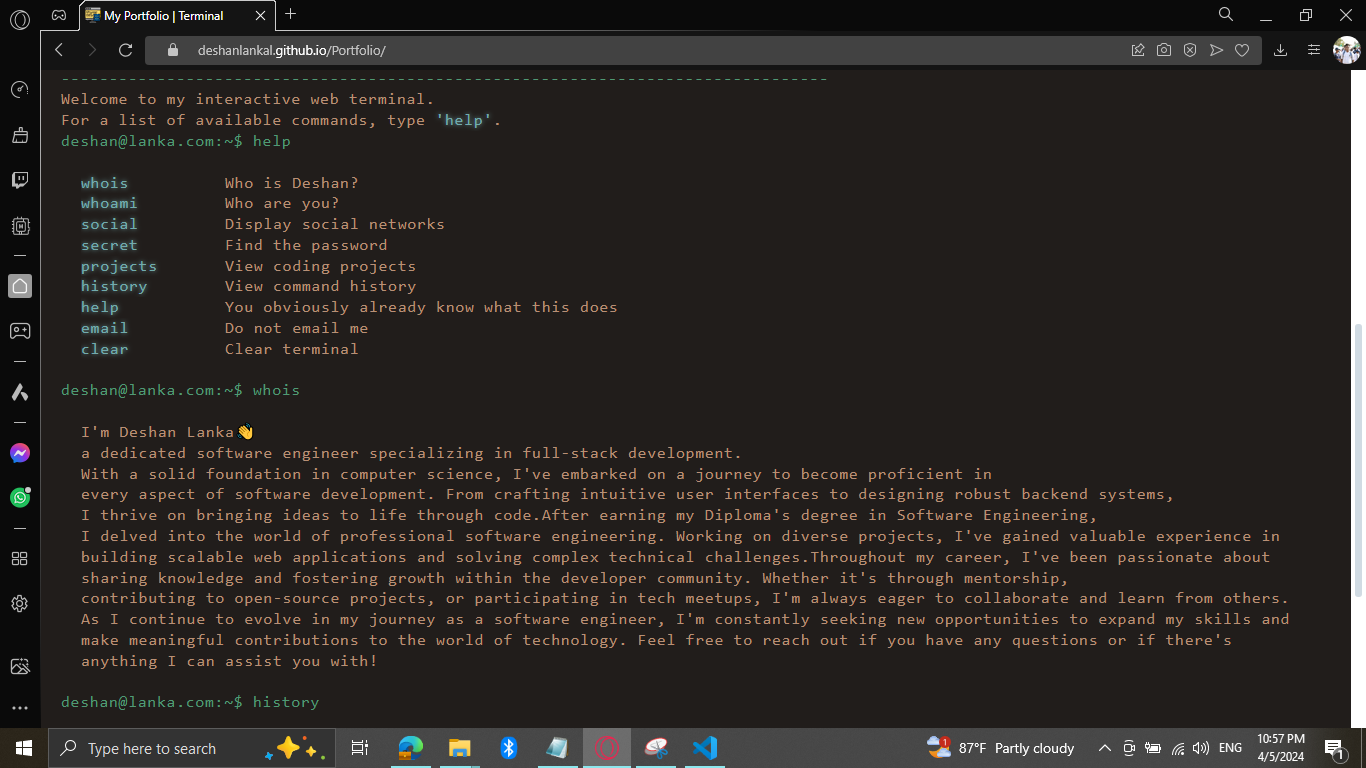 My Portfolio | Terminal
deshanlankal.github.io/Portfolio/
--------------------------------------------------------------------------------
Welcome to my interactive web terminal.
For a list of available commands, type 'help'.
deshan@lanka.com:~$ help
whois Who is Deshan?
whoami Who are you?
social Display social networks
secret Find the password
projects View coding projects
history View command history
help You obviously already know what this does
email Do not email me
clear Clear terminal
deshan@lanka.com:~$ whois
I'm Deshan Lanka👋
a dedicated software engineer specializing in full-stack development.
With a solid foundation in computer science, I've embarked on a journey to become proficient in
every aspect of software development. From crafting intuitive user interfaces to designing robust backend systems,
I thrive on bringing ideas to life through code.After earning my Diploma's degree in Software Engineering,
I delved into the world of professional software engineering. Working on diverse projects, I've gained valuable experience in
building scalable web applications and solving complex technical challenges.Throughout my career, I've been passionate about
sharing knowledge and fostering growth within the developer community. Whether it's through mentorship,
contributing to open-source projects, or participating in tech meetups, I'm always eager to collaborate and learn from others.
As I continue to evolve in my journey as a software engineer, I'm constantly seeking new opportunities to expand my skills and
make meaningful contributions to the world of technology. Feel free to reach out if you have any questions or if there's
anything I can assist you with!
deshan@lanka.com:~$ history
Type here to search
1
87°F Partly cloudy
ENG
10:57 PM
4/5/2024
1